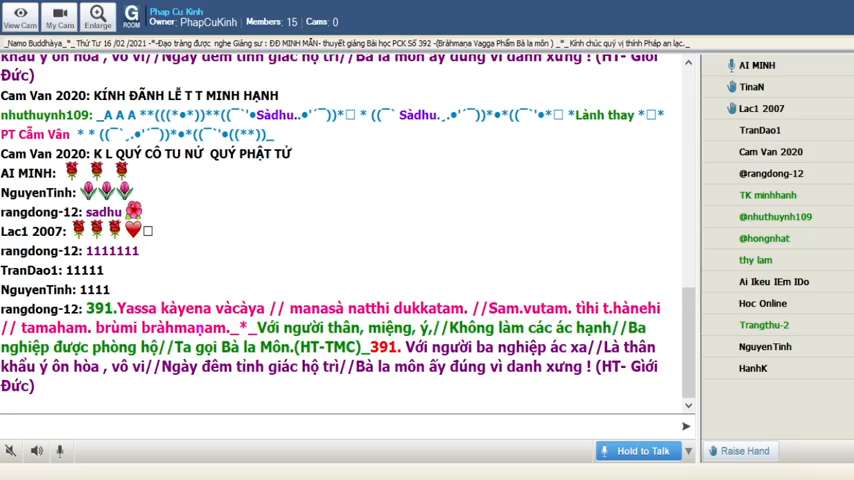 Phap Cu Kinh
Owner: PhapCuKinh Members: 15 Cams: 0
View Cam My Cam Enlarge G ROOM
_Namo Buddhàya_*_ Thứ Tư 16 /02 /2021 -*-Đạo tràng được nghe Giảng sư : ĐĐ MINH MẪN- thuyết giảng Bài học PCK Số 392 -(Bràhmaṇa Vagga Phẩm Bà la môn ) _*_ Kính chúc quý vị thính Pháp an lạc._
khẩu ý ôn hòa , vô vi//Ngày đêm tỉnh giác hộ trì//Bà la môn ấy đúng vì danh xưng ! (HT- Giới
Đức)
Cam Van 2020: KÍNH ĐÃNH LỄ T T MINH HẠNH
nhuthuynh109: _A A A **(((*•*))**((¯`'•Sàdhu..•'´¯))*□ * ((¯` Sàdhu.¸.•'´¯))*•*((¯`'•*□ *Lành thay *□*
PT Cẩm Vân * * ((¯`¸.•'´¯))*•*((¯`'•((**))_
Cam Van 2020: K L QUÝ CÔ TU NỨ QUÝ PHẬT TỬ
AI MINH:
NguyenTinh:
rangdong-12: sadhu
Lac1 2007: □
rangdong-12: 1111111
TranDao1: 11111
NguyenTinh: 1111
rangdong-12: 391.Yassa kàyena vàcàya // manasà natthi dukkatam. //Sam.vutam. tìhi t.hànehi
// tamaham. brùmi bràhmaṇam._*_Với người thân, miệng, ý,//Không làm các ác hạnh//Ba
nghiệp được phòng hộ//Ta gọi Bà la Môn.(HT-TMC)_391. Với người ba nghiệp ác xa//Là thân
khẩu ý ôn hòa , vô vi//Ngày đêm tỉnh giác hộ trì//Bà la môn ấy đúng vì danh xưng ! (HT- Giới
Đức)
Hold to Talk
AI MINH
TinaN
Lac1 2007
TranDao1
Cam Van 2020
@rangdong-12
TK minhhanh
@nhuthuynh109
@hongnhat
thy lam
Ai Ikeu IEm IDo
Hoc Online
Trangthu-2
NguyenTinh
HanhK
Raise Hand